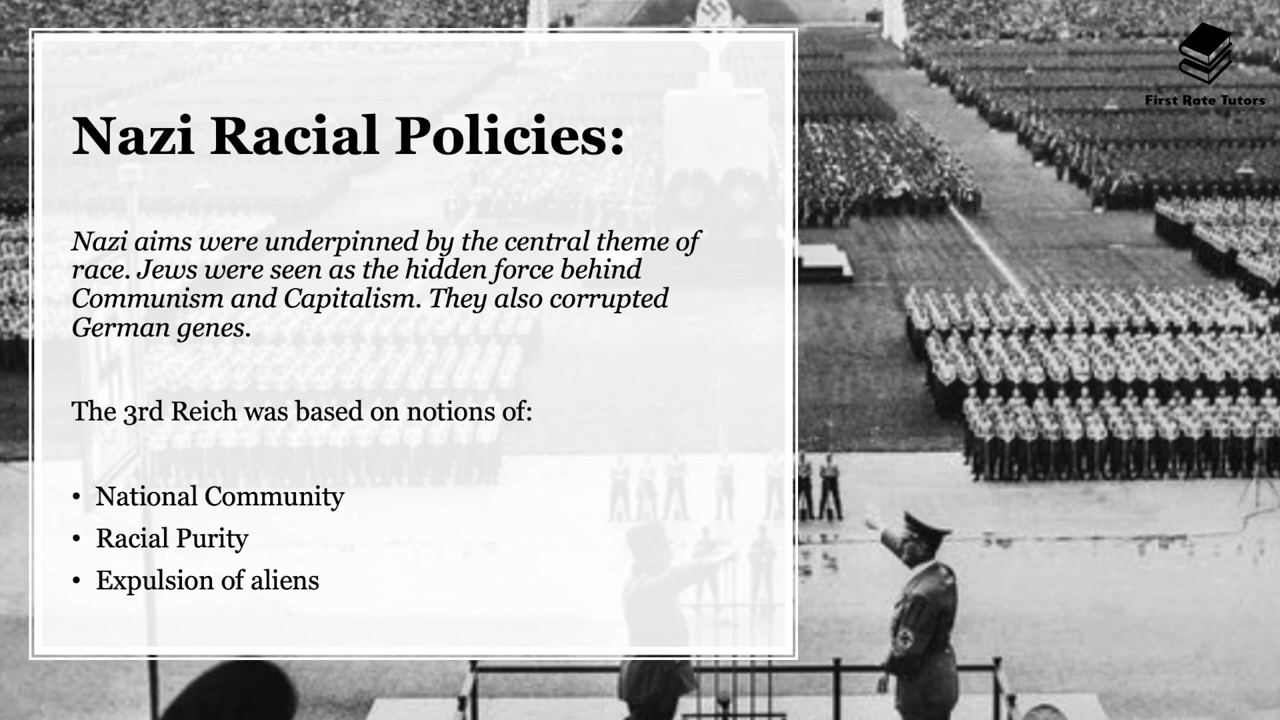 First Rate Tutors
Nazi Racial Policies:
Nazi aims were underpinned by the central theme of
race. Jews were seen as the hidden force behind
Communism and Capitalism. They also corrupted
German genes.
The 3rd Reich was based on notions of:
• National Community
• Racial Purity
• Expulsion of aliens